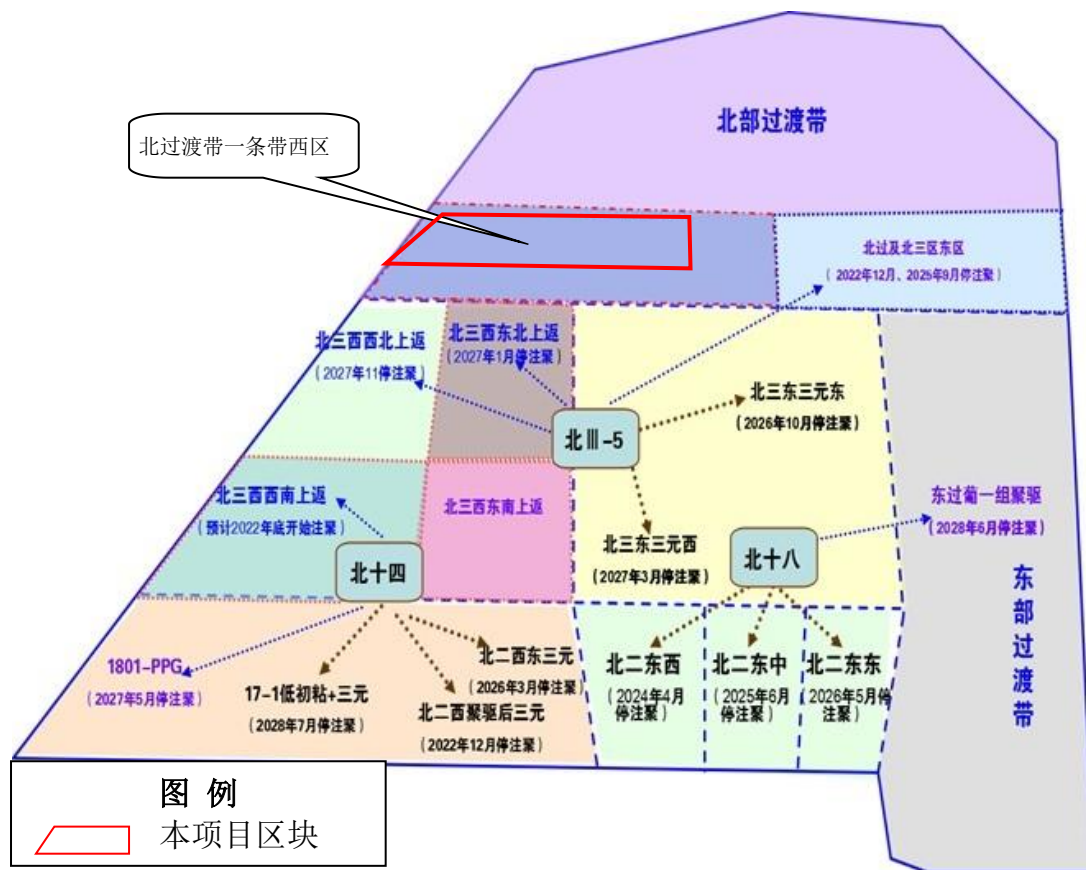 北部过渡带
北过渡带一条带西区
北过及北三区东区
（2022年12月、2025年9月停注聚）
北三西西北上返
（2027年11停注聚）
北三西东北上返
（2027年1月停注聚）
北三东三元东
（2026年10月停注聚）
北Ⅲ-5
北三西西南上返
（预计2022年底开始注聚）
北三西东南上返
东过葡一组聚驱
（2028年6月停注聚）
北三东三元西
（2027年3月停注聚）
北十八
北十四
东部过渡带
1801-PPG
（2027年5月停注聚）
17-1低初粘+三元
（2028年7月停注聚）
北二西东三元
（2026年3月停注聚）
北二西聚驱后三元
（2022年12月停注聚）
北二东西
（2024年4月
停注聚）
北二东中
（2025年6月
停注聚）
北二东东
（2026年5月停
注聚）
图 例
本项目区块